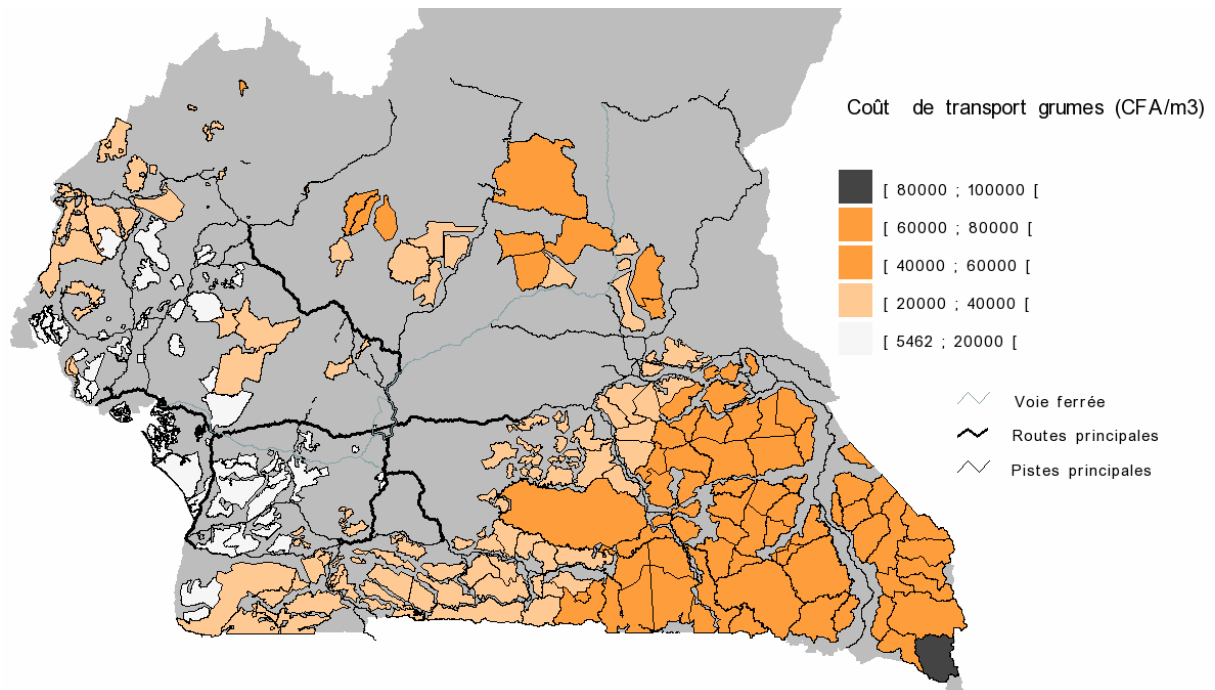 Coût de transport grumes (CFA/m3)
[ 80000 ; 100000 [
[ 60000 ; 80000 [
[ 40000 ; 60000 [
[ 20000 ; 40000 [
[ 5462 ; 20000 [
Voie ferrée
Routes principales
Pistes principales